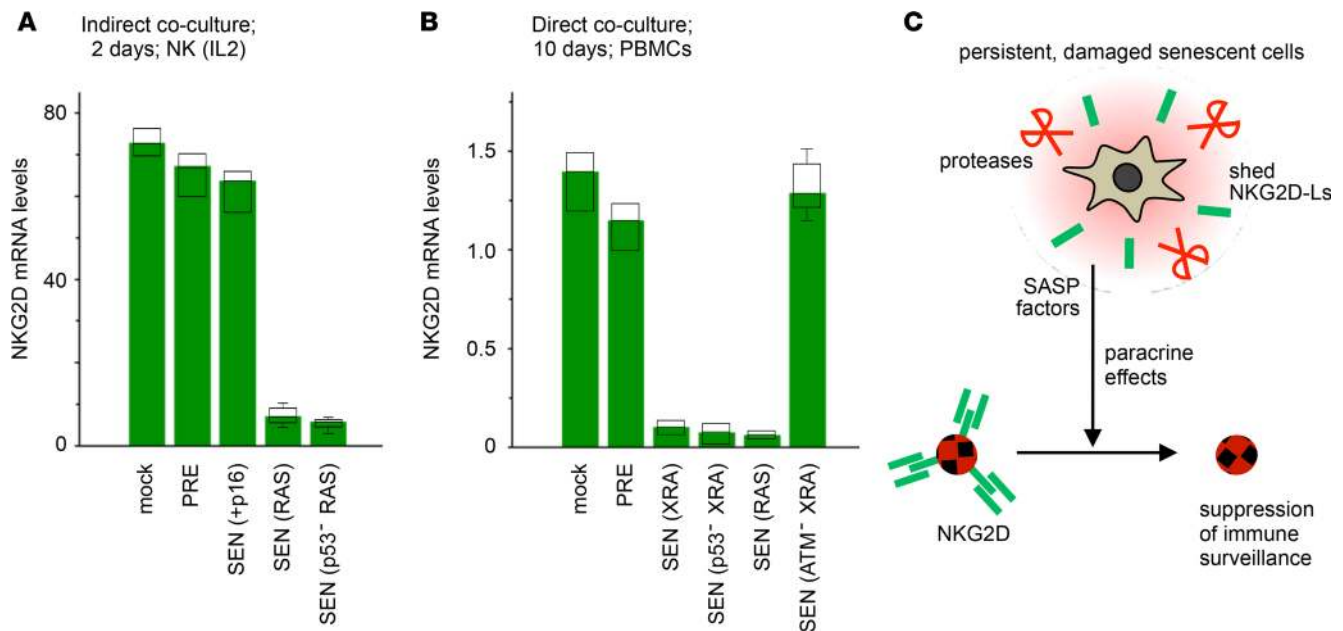 A
Indirect co-culture;
2 days; NK (IL2)
NKG2D mRNA levels
80
40
0
mock
PRE
SEN (+p16)
SEN (RAS)
SEN (p53⁻ RAS)
B
Direct co-culture;
10 days; PBMCs
NKG2D mRNA levels
1.5
1.0
0.5
0
mock
PRE
SEN (XRA)
SEN (p53⁻ XRA)
SEN (RAS)
SEN (ATM⁻ XRA)
C
persistent, damaged senescent cells
proteases
shed
NKG2D-Ls
SASP
factors
paracrine
effects
NKG2D
suppression
of immune
surveillance